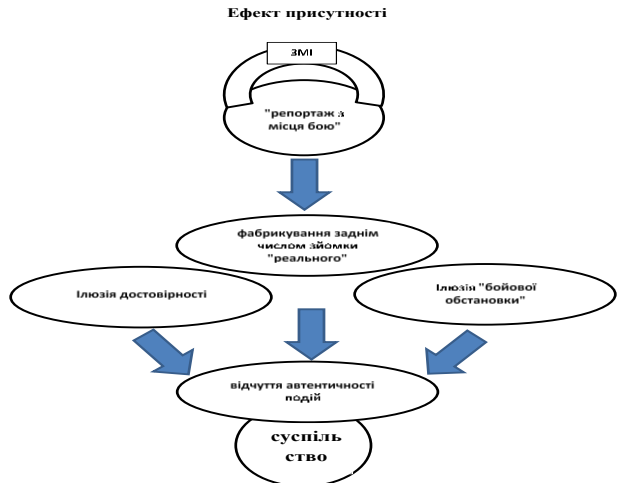 Ефект присутності
ЗМІ
"репортаж з
місця бою"
фабрикування заднім
числом зйомки
"реального"
Ілюзія достовірності
Ілюзія "бойової
обстановки"
відчуття автентичності
подій
суспіль
ство